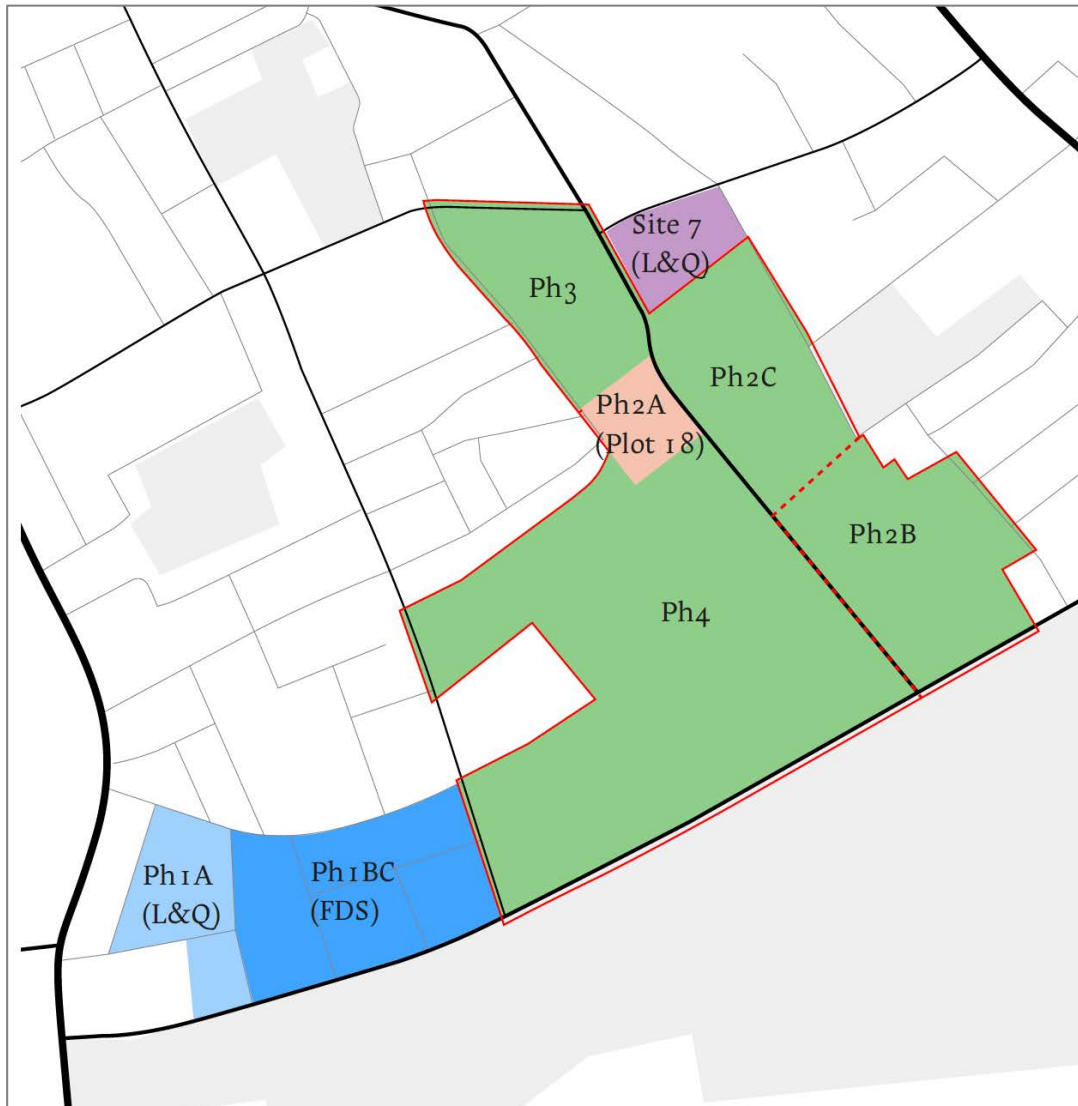 Site 7
(L&Q)
Ph3
Ph2C
Ph2A
(Plot 18)
Ph2B
Ph4
Ph1A
(L&Q)
Ph1BC
(FDS)